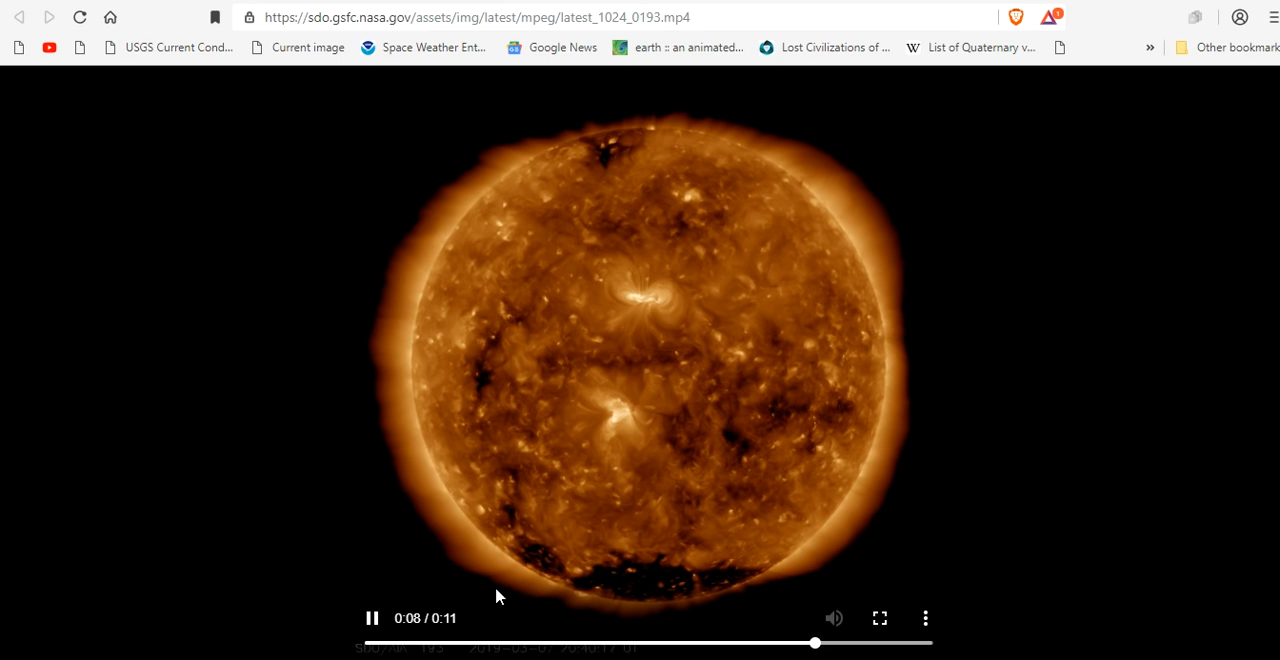 https://sdo.gsfc.nasa.gov/assets/img/latest/mpeg/latest_1024_0193.mp4
1
USGS Current Cond... Current image Space Weather Ent... Google News earth :: an animated... Lost Civilizations of ... W List of Quaternary v... » Other bookmark
0:08 / 0:11